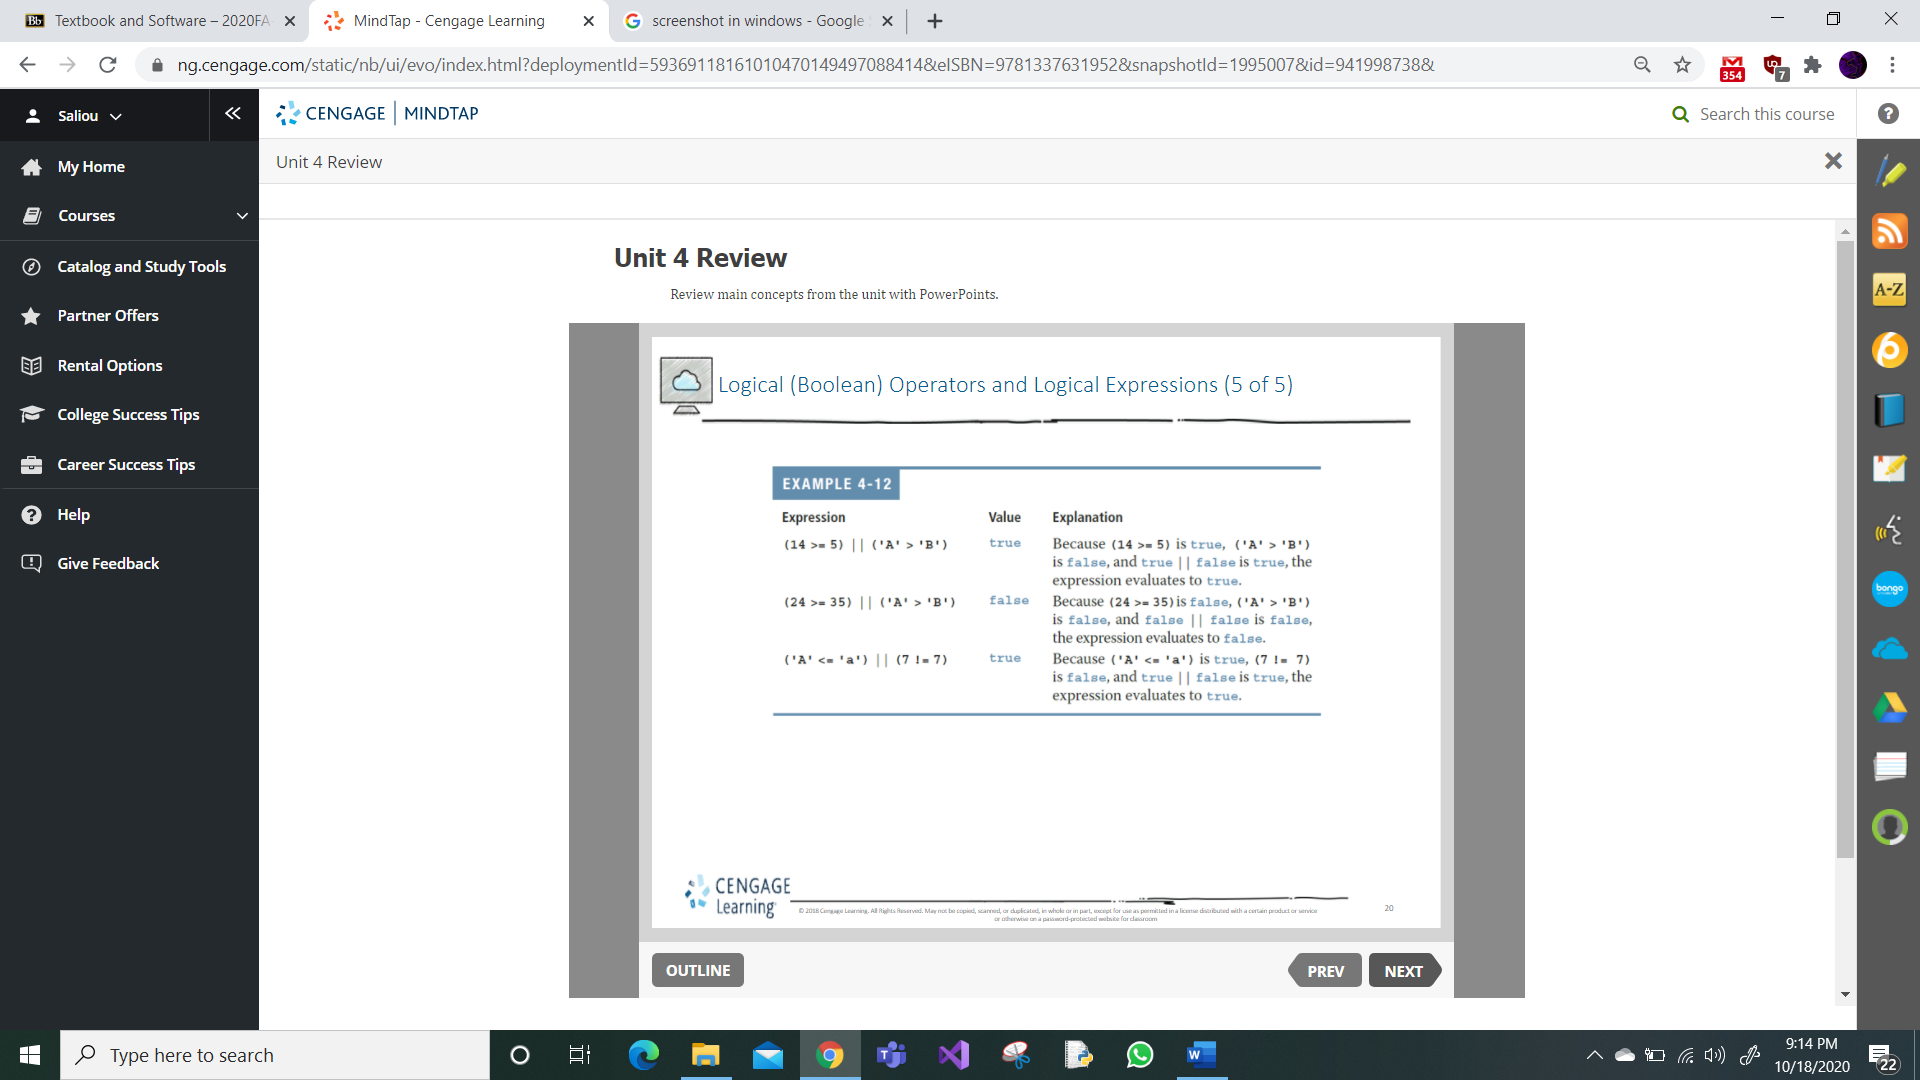 Textbook and Software – 2020FA
MindTap - Cengage Learning
screenshot in windows - Google
ng.cengage.com/static/nb/ui/evo/index.html?deploymentId=59369118161010470149497088414&eISBN=9781337631952&snapshotId=1995007&id=941998738&
354
7
Saliou
CENGAGE | MINDTAP
Search this course
Unit 4 Review
My Home
Courses
Catalog and Study Tools
Partner Offers
Rental Options
College Success Tips
Career Success Tips
Help
Give Feedback
A-Z
bongo
Unit 4 Review
Review main concepts from the unit with PowerPoints.
Logical (Boolean) Operators and Logical Expressions (5 of 5)
EXAMPLE 4-12
Expression Value Explanation
(14 >= 5) || ('A' > 'B') true Because (14 >= 5) is true, ('A' > 'B')
is false, and true || false is true, the
expression evaluates to true.
(24 >= 35) || ('A' > 'B') false Because (24 >= 35)is false, ('A' > 'B')
is false, and false || false is false,
the expression evaluates to false.
('A' <= 'a') || (7 != 7) true Because ('A' <= 'a') is true, (7 != 7)
is false, and true || false is true, the
expression evaluates to true.
CENGAGE
Learning
© 2018 Cengage Learning. All Rights Reserved. May not be copied, scanned, or duplicated, in whole or in part, except for use as permitted in a license distributed with a certain product or service
or otherwise on a password-protected website for classroom
20
OUTLINE
PREV
NEXT
Type here to search
9:14 PM
10/18/2020
22